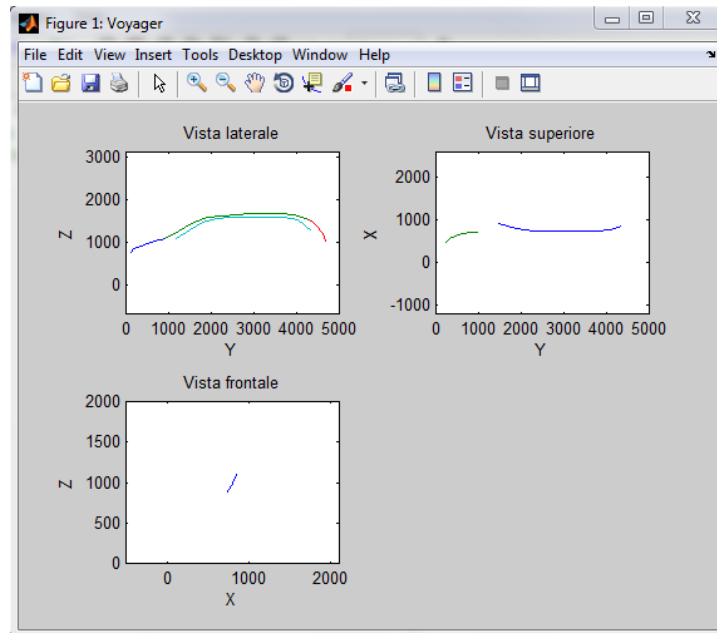 Figure 1: Voyager
File Edit View Insert Tools Desktop Window Help
Vista laterale
3000
2000
1000
0
Z
0 1000 2000 3000 4000 5000
Y
Vista superiore
2000
1000
0
-1000
X
0 1000 2000 3000 4000 5000
Y
Vista frontale
2000
1500
1000
500
0
Z
0 1000 2000
X